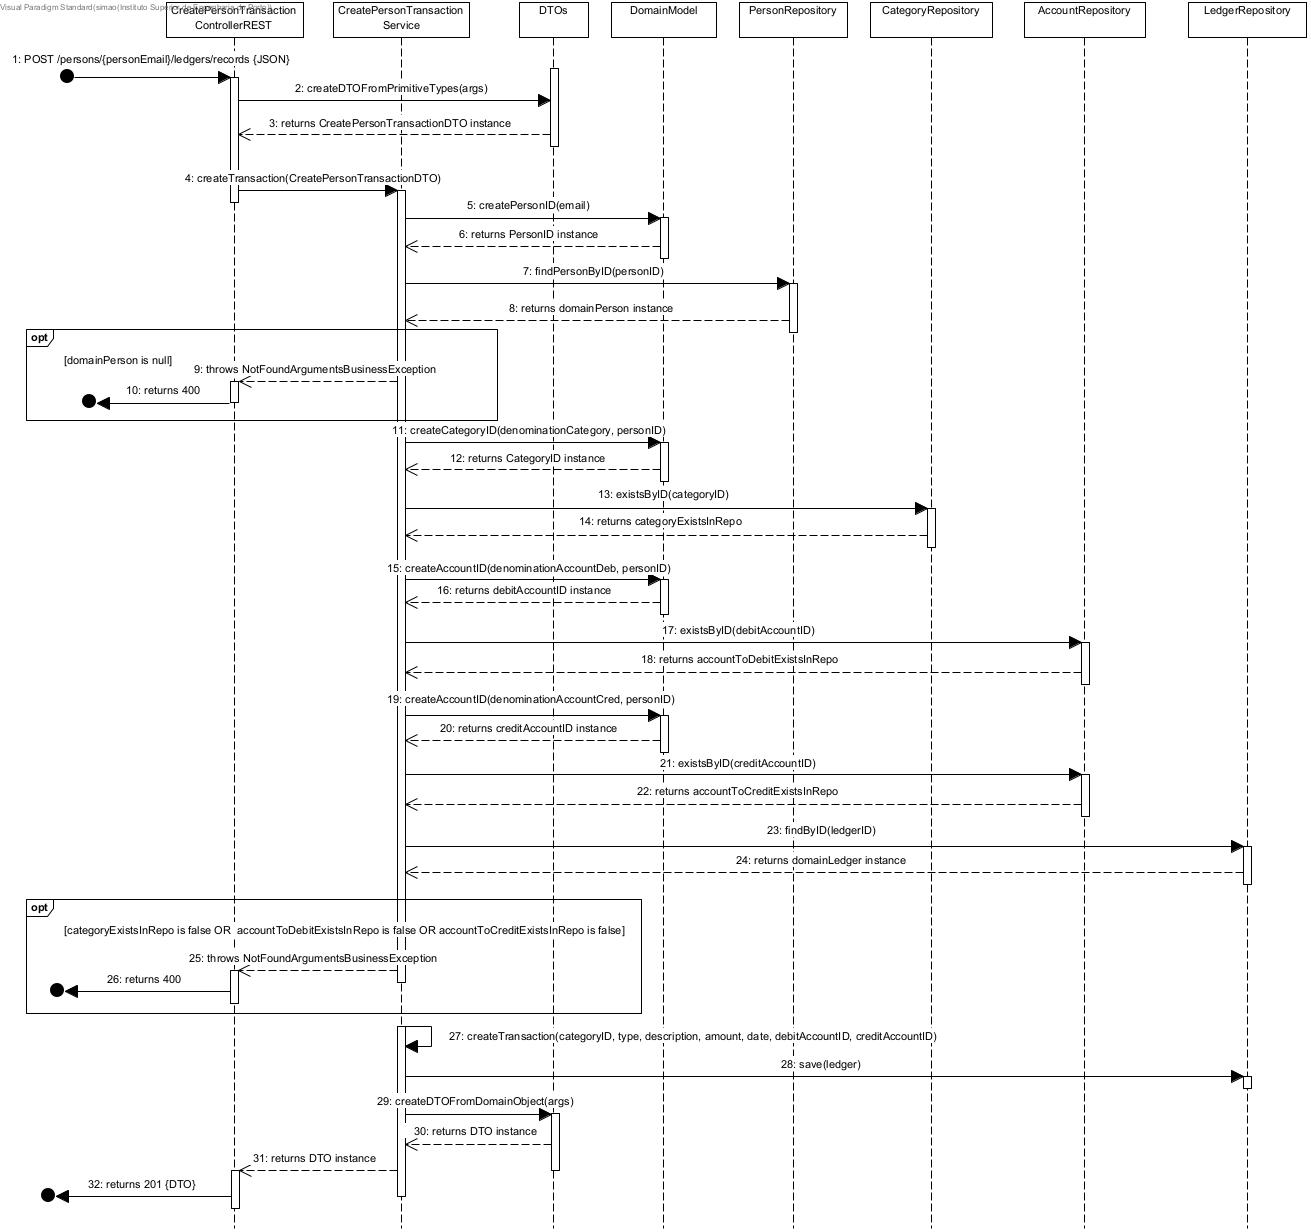 Visual Paradigm Standard(simao(Instituto Superior de Engenharia do Porto))
CreatePersonTransaction
ControllerREST
CreatePersonTransaction
Service
DTOs
DomainModel
PersonRepository
CategoryRepository
AccountRepository
LedgerRepository
1: POST /persons/{personEmail}/ledgers/records {JSON}
2: createDTOFromPrimitiveTypes(args)
3: returns CreatePersonTransactionDTO instance
4: createTransaction(CreatePersonTransactionDTO)
5: createPersonID(email)
6: returns PersonID instance
7: findPersonByID(personID)
8: returns domainPerson instance
opt
[domainPerson is null]
9: throws NotFoundArgumentsBusinessException
10: returns 400
11: createCategoryID(denominationCategory, personID)
12: returns CategoryID instance
13: existsByID(categoryID)
14: returns categoryExistsInRepo
15: createAccountID(denominationAccountDeb, personID)
16: returns debitAccountID instance
17: existsByID(debitAccountID)
18: returns accountToDebitExistsInRepo
19: createAccountID(denominationAccountCred, personID)
20: returns creditAccountID instance
21: existsByID(creditAccountID)
22: returns accountToCreditExistsInRepo
23: findByID(ledgerID)
24: returns domainLedger instance
opt
[categoryExistsInRepo is false OR  accountToDebitExistsInRepo is false OR accountToCreditExistsInRepo is false]
25: throws NotFoundArgumentsBusinessException
26: returns 400
27: createTransaction(categoryID, type, description, amount, date, debitAccountID, creditAccountID)
28: save(ledger)
29: createDTOFromDomainObject(args)
30: returns DTO instance
31: returns DTO instance
32: returns 201 {DTO}